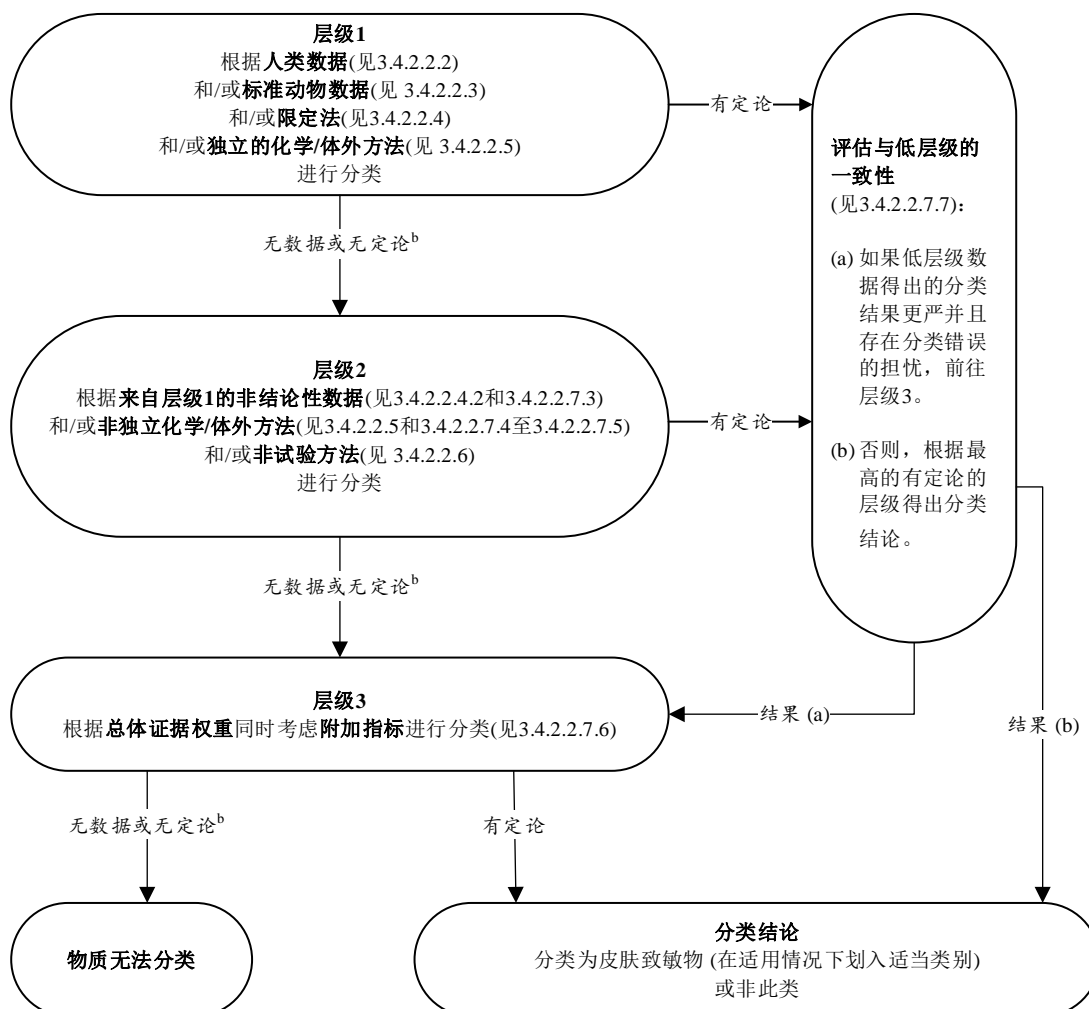 层级1
根据人类数据(见3.4.2.2.2)
和/或标准动物数据(见 3.4.2.2.3)
和/或限定法(见3.4.2.2.4)
和/或独立的化学/体外方法(见 3.4.2.2.5)
进行分类
有定论
无数据或无定论b
层级2
根据来自层级1的非结论性数据(见3.4.2.2.4.2和3.4.2.2.7.3)
和/或非独立化学/体外方法(见3.4.2.2.5和3.4.2.2.7.4至3.4.2.2.7.5)
和/或非试验方法(见 3.4.2.2.6)
进行分类
有定论
无数据或无定论b
评估与低层级的
一致性
(见3.4.2.2.7.7)：
(a) 如果低层级数
据得出的分类
结果更严并且
存在分类错误
的担忧，前往
层级3。
(b) 否则，根据最
高的有定论的
层级得出分类
结论。
层级3
根据总体证据权重同时考虑附加指标进行分类(见3.4.2.2.7.6)
结果 (a)
结果 (b)
无数据或无定论b
有定论
物质无法分类
分类结论
分类为皮肤致敏物 (在适用情况下划入适当类别)
或非此类